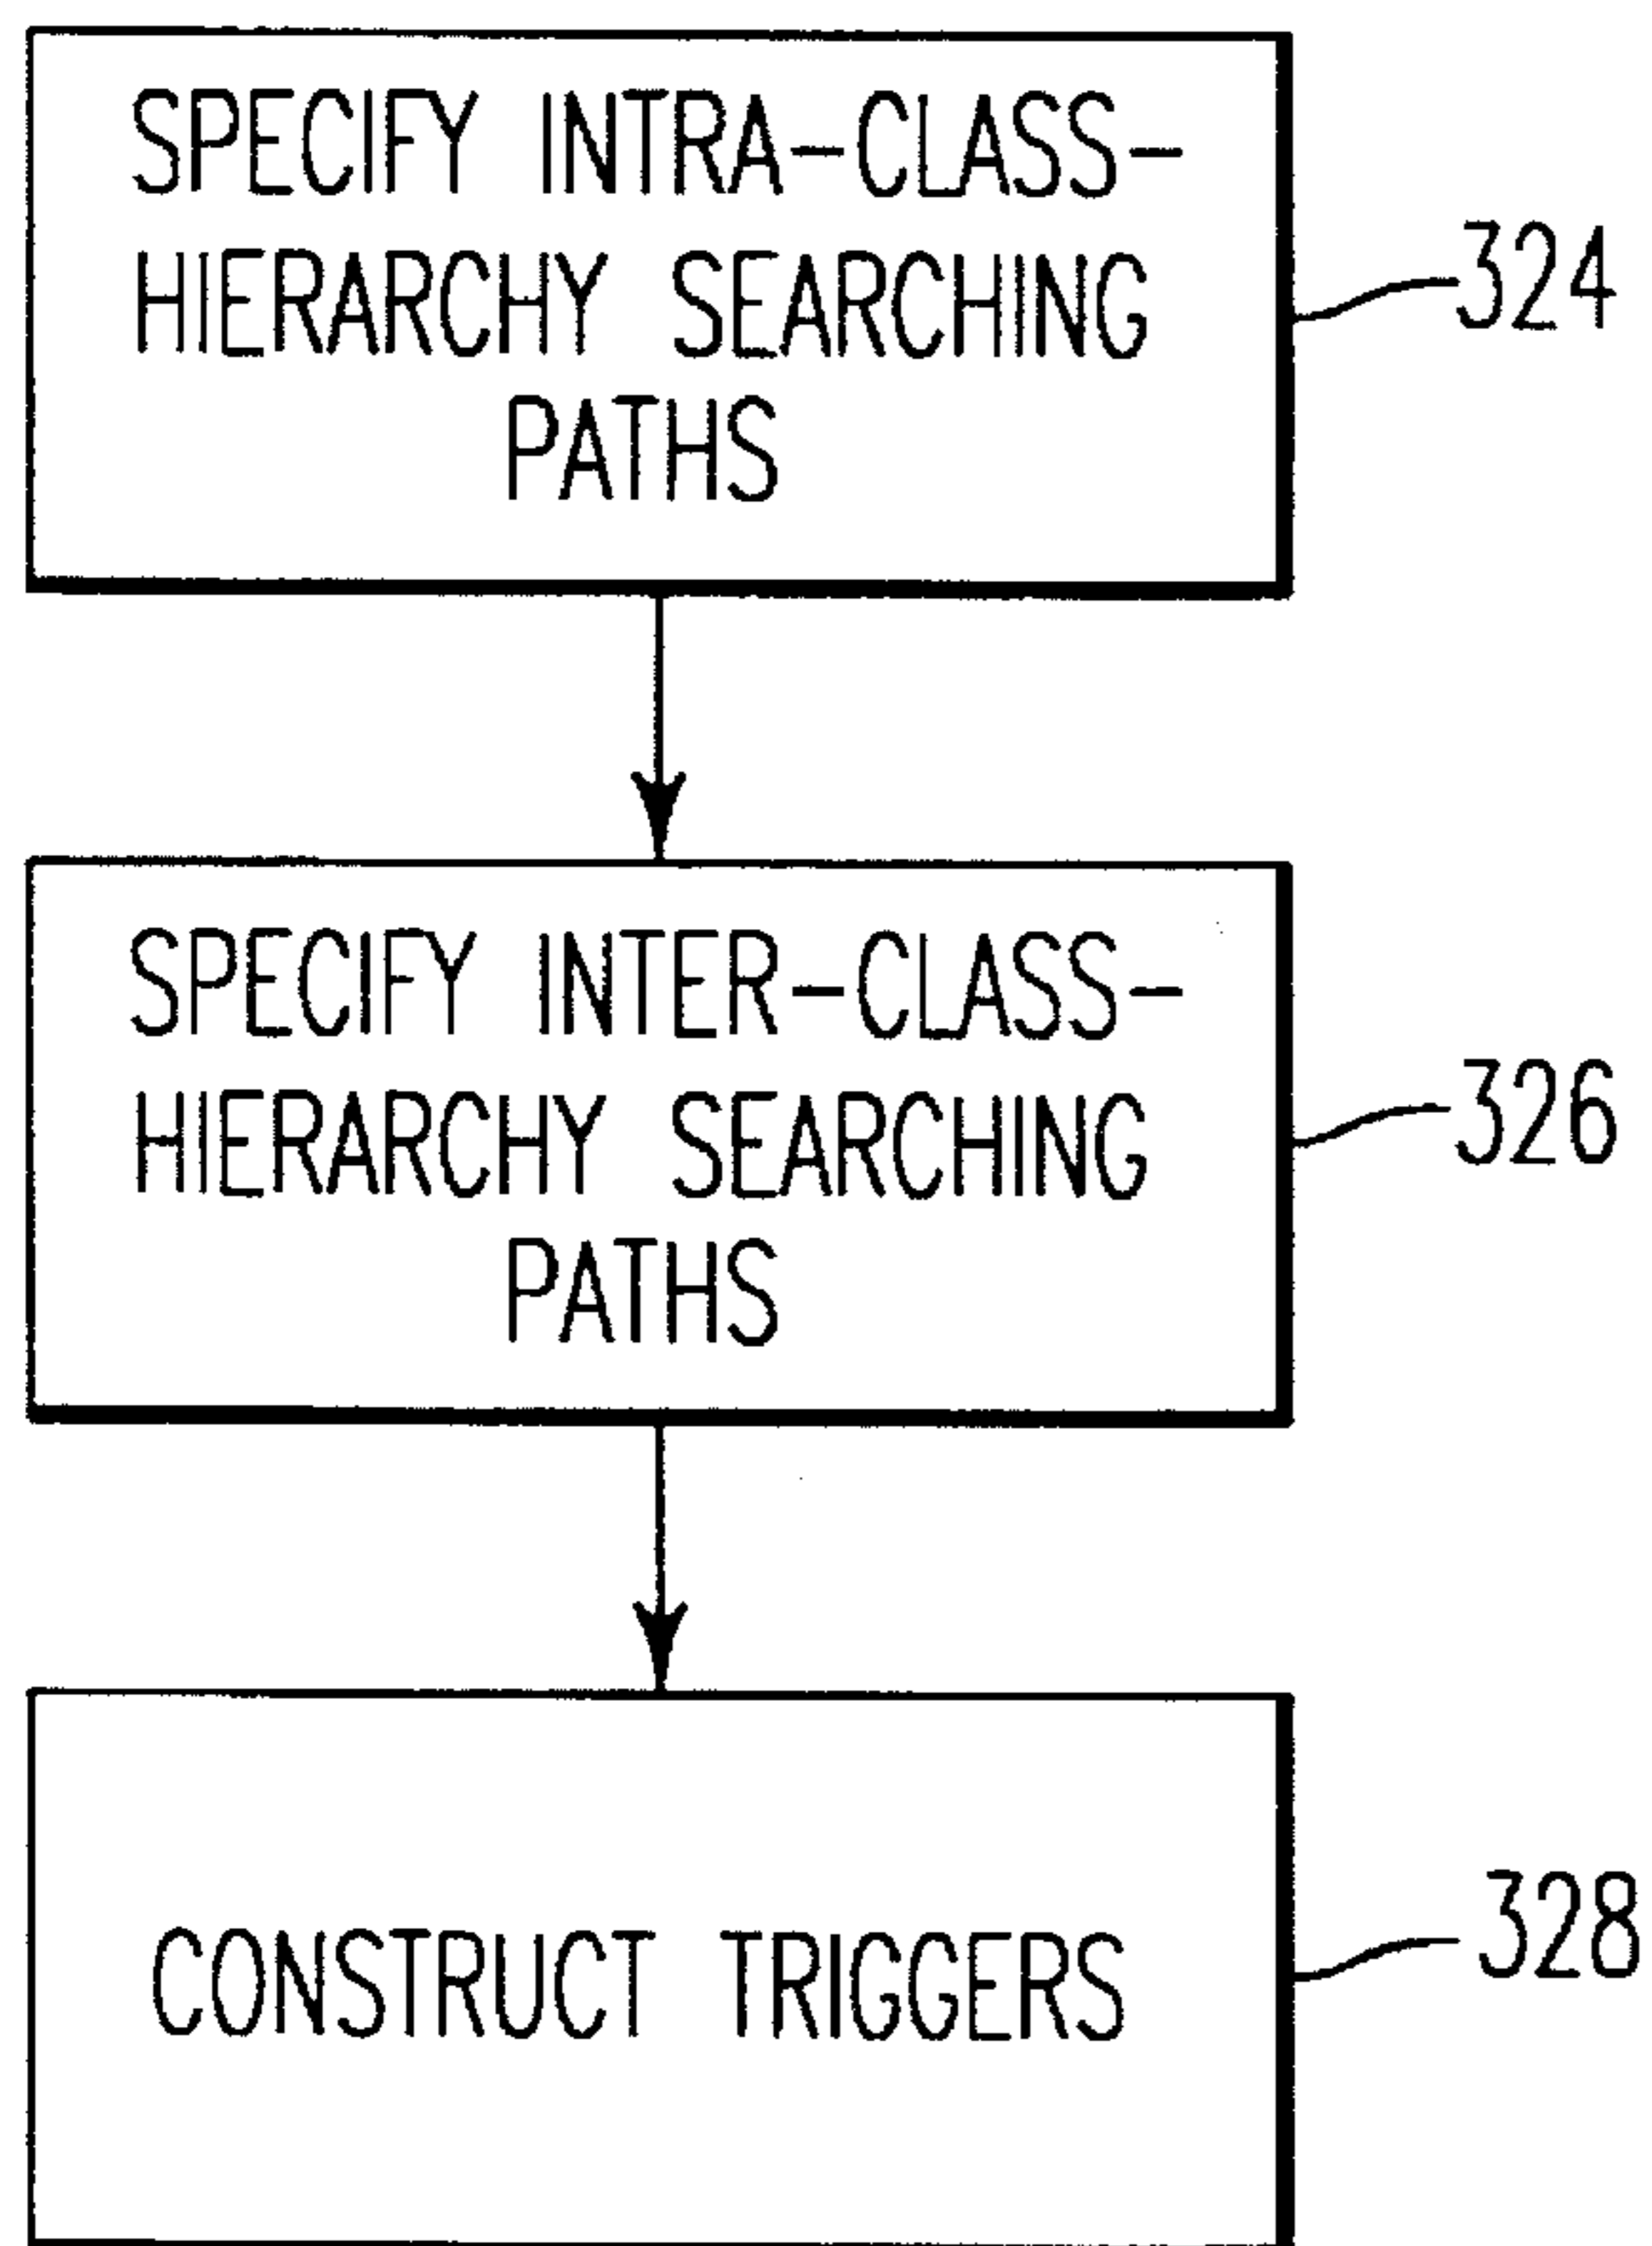 SPECIFY INTRA-CLASS-
HIERARCHY SEARCHING
PATHS
324
SPECIFY INTER-CLASS-
HIERARCHY SEARCHING
PATHS
326
CONSTRUCT TRIGGERS
328